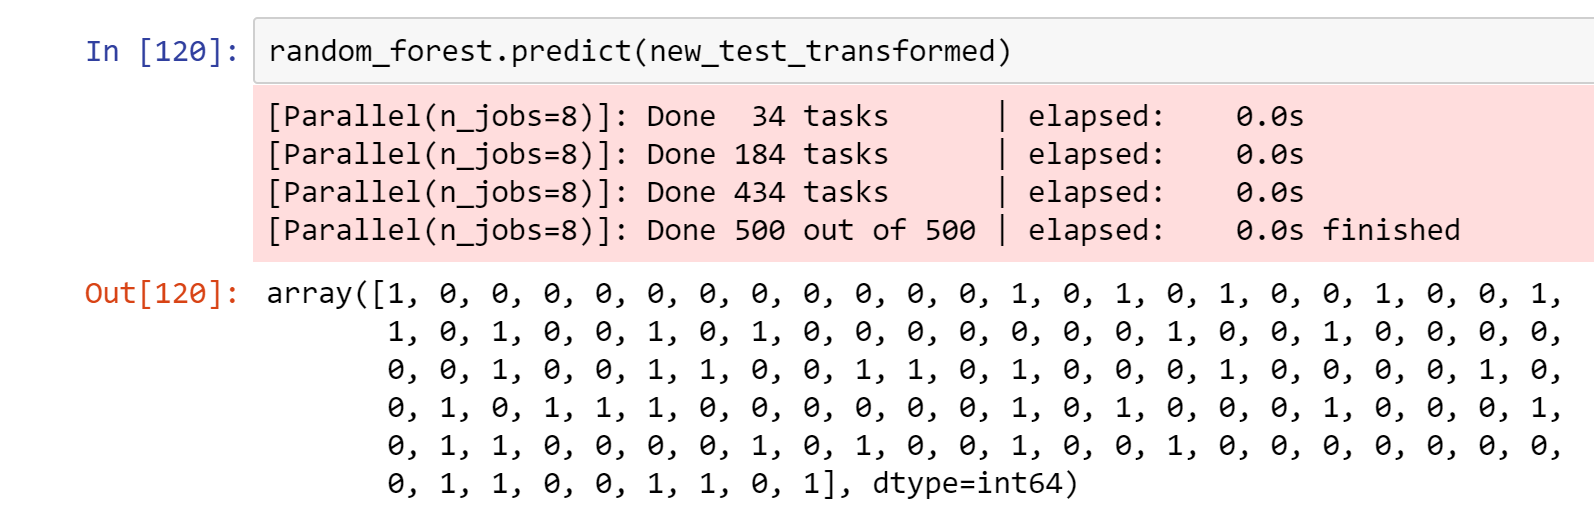 In [120]: random_forest.predict(new_test_transformed)
[Parallel(n_jobs=8)]: Done  34 tasks      | elapsed:    0.0s
[Parallel(n_jobs=8)]: Done 184 tasks      | elapsed:    0.0s
[Parallel(n_jobs=8)]: Done 434 tasks      | elapsed:    0.0s
[Parallel(n_jobs=8)]: Done 500 out of 500 | elapsed:    0.0s finished
Out[120]: array([1, 0, 0, 0, 0, 0, 0, 0, 0, 0, 0, 0, 1, 0, 1, 0, 1, 0, 0, 1, 0, 0, 1,
1, 0, 1, 0, 0, 1, 0, 1, 0, 0, 0, 0, 0, 0, 0, 1, 0, 0, 1, 0, 0, 0, 0,
0, 0, 1, 0, 0, 1, 1, 0, 0, 1, 1, 0, 1, 0, 0, 0, 1, 0, 0, 0, 0, 1, 0,
0, 1, 0, 1, 1, 1, 0, 0, 0, 0, 0, 0, 1, 0, 1, 0, 0, 0, 1, 0, 0, 0, 1,
0, 1, 1, 0, 0, 0, 0, 1, 0, 1, 0, 0, 1, 0, 0, 1, 0, 0, 0, 0, 0, 0, 0,
0, 1, 1, 0, 0, 1, 1, 0, 1], dtype=int64)